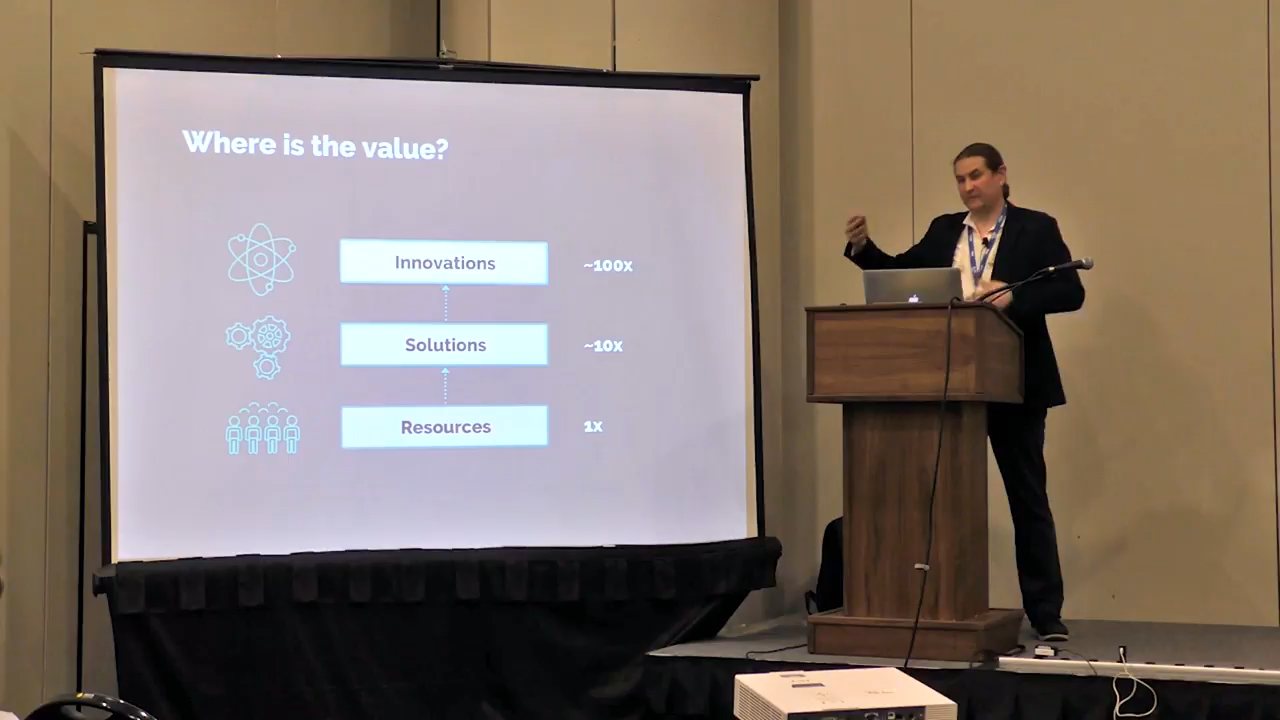 Where is the value?
Innovations ~100x
Solutions ~10x
Resources 1x